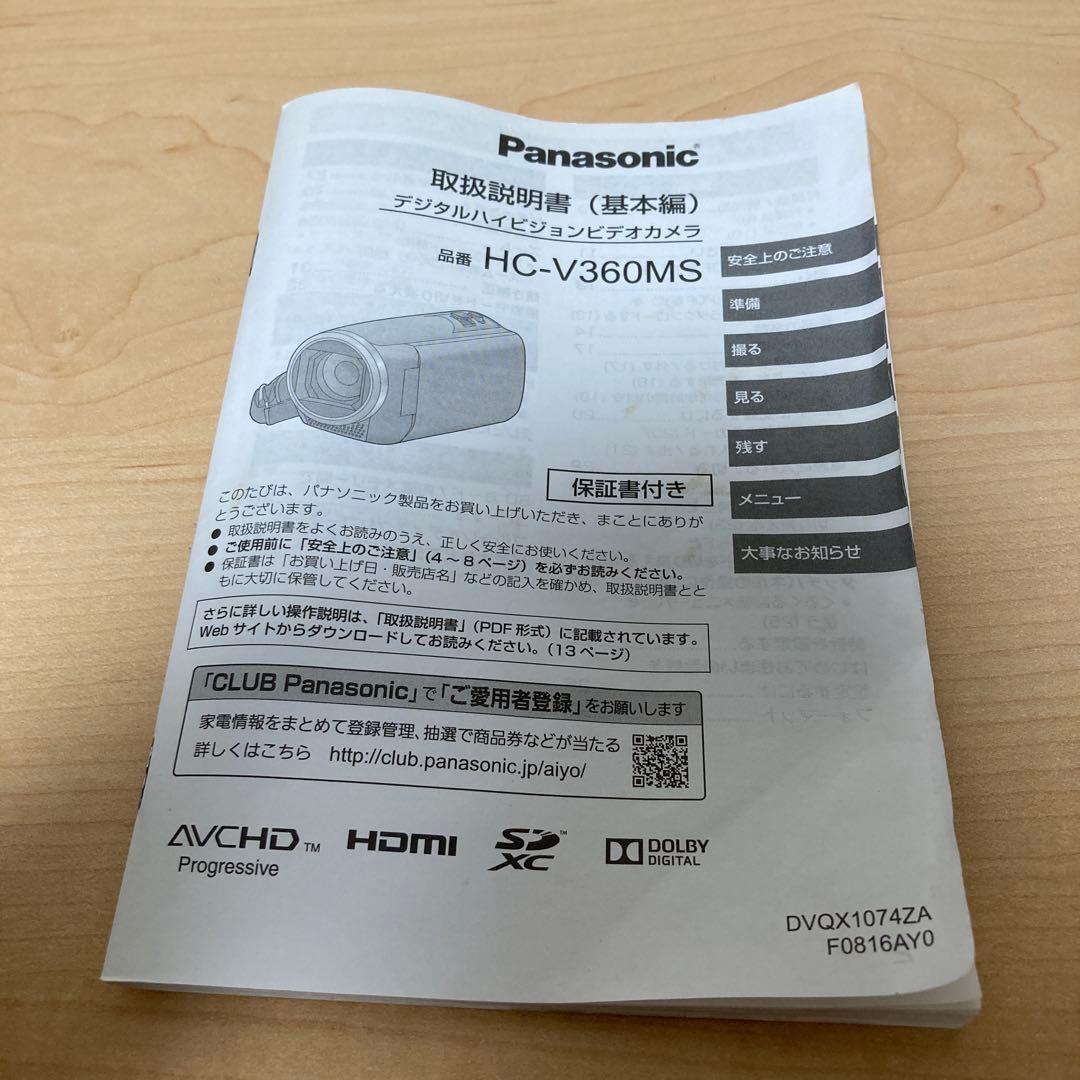 Panasonic
取扱説明書（基本編）
デジタルハイビジョンビデオカメラ
品番 HC-V360MS
安全上のご注意
準備
撮る
見る
残す
メニュー
大事なお知らせ
保証書付き
このたびは、パナソニック製品をお買い上げいただき、まことにありが
とうございます。
● 取扱説明書をよくお読みのうえ、正しく安全にお使いください。
● ご使用前に「安全上のご注意」（4～8ページ）を必ずお読みください。
● 保証書は「お買い上げ日・販売店名」などの記入を確かめ、取扱説明書とと
もに大切に保管してください。
さらに詳しい操作説明は、「取扱説明書」（PDF 形式）に記載されています。
Web サイトからダウンロードしてお読みください。（13 ページ）
「CLUB Panasonic」で「ご愛用者登録」をお願いします
家電情報をまとめて登録管理、抽選で商品券などが当たる
詳しくはこちら http://club.panasonic.jp/aiyo/
AVCHD TM
Progressive
HDMI
SD TM
XC
DOLBY
DIGITAL
DVQX1074ZA
F0816AY0